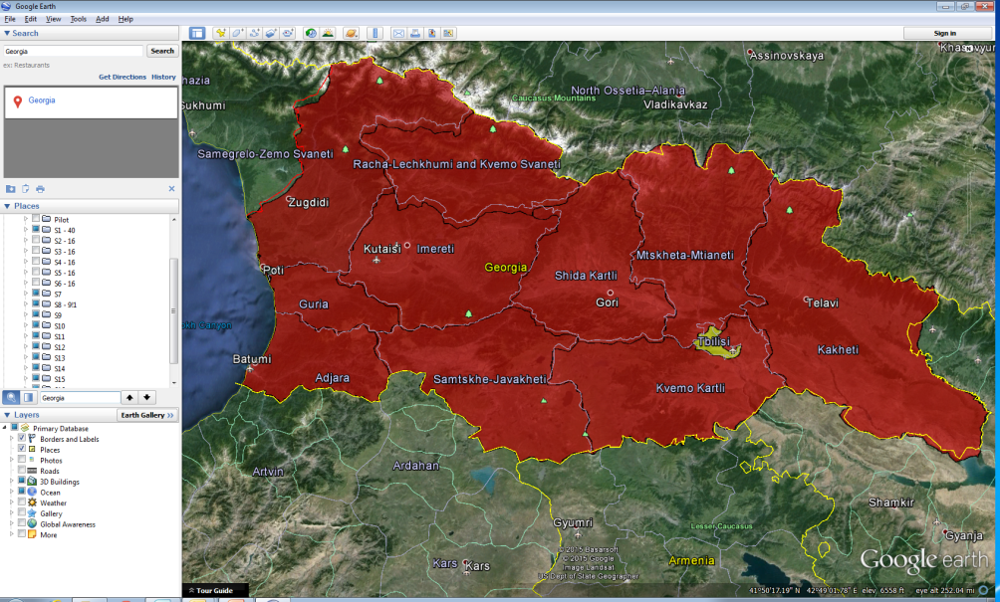 Google Earth
File Edit View Tools Add Help
Search
Sign in
Georgia
Search
ex: Restaurants
Get Directions History
Georgia
Places
Pilot
S1 - 40
S2 - 16
S3 - 16
S4 - 16
S5 - 16
S6 - 16
S7
S8 - 9!1
S9
S10
S11
S12
S13
S14
S15
Georgia
Layers
Earth Gallery >>
Primary Database
Borders and Labels
Places
Photos
Roads
3D Buildings
Ocean
Weather
Gallery
Global Awareness
More
Assinovskaya
Khasavyur
hazia
North Ossetia–Alania
Caucasus Mountains
Vladikavkaz
Sukhumi
Samegrelo-Zemo Svaneti
Racha-Lechkhumi and Kvemo Svaneti
Zugdidi
Kutaisi
Imereti
Mtskheta-Mtianeti
Georgia
Poti
Shida Kartli
Guria
Gori
Telavi
Tbilisi
Kakheti
Batumi
Adjara
Samtskhe-Javakheti
Kvemo Kartli
Artvin
Ardahan
Shamkir
Gyumri
Lesser Caucasus
Gyanja
Kars
Kars
Armenia
© 2015 Basarsoft
© 2015 Google
Image Landsat
US Dept of State Geographer
Google earth
Tour Guide
41°50'17.19" N 42°49'01.78" E elev 6558 ft eye alt 252.04 mi